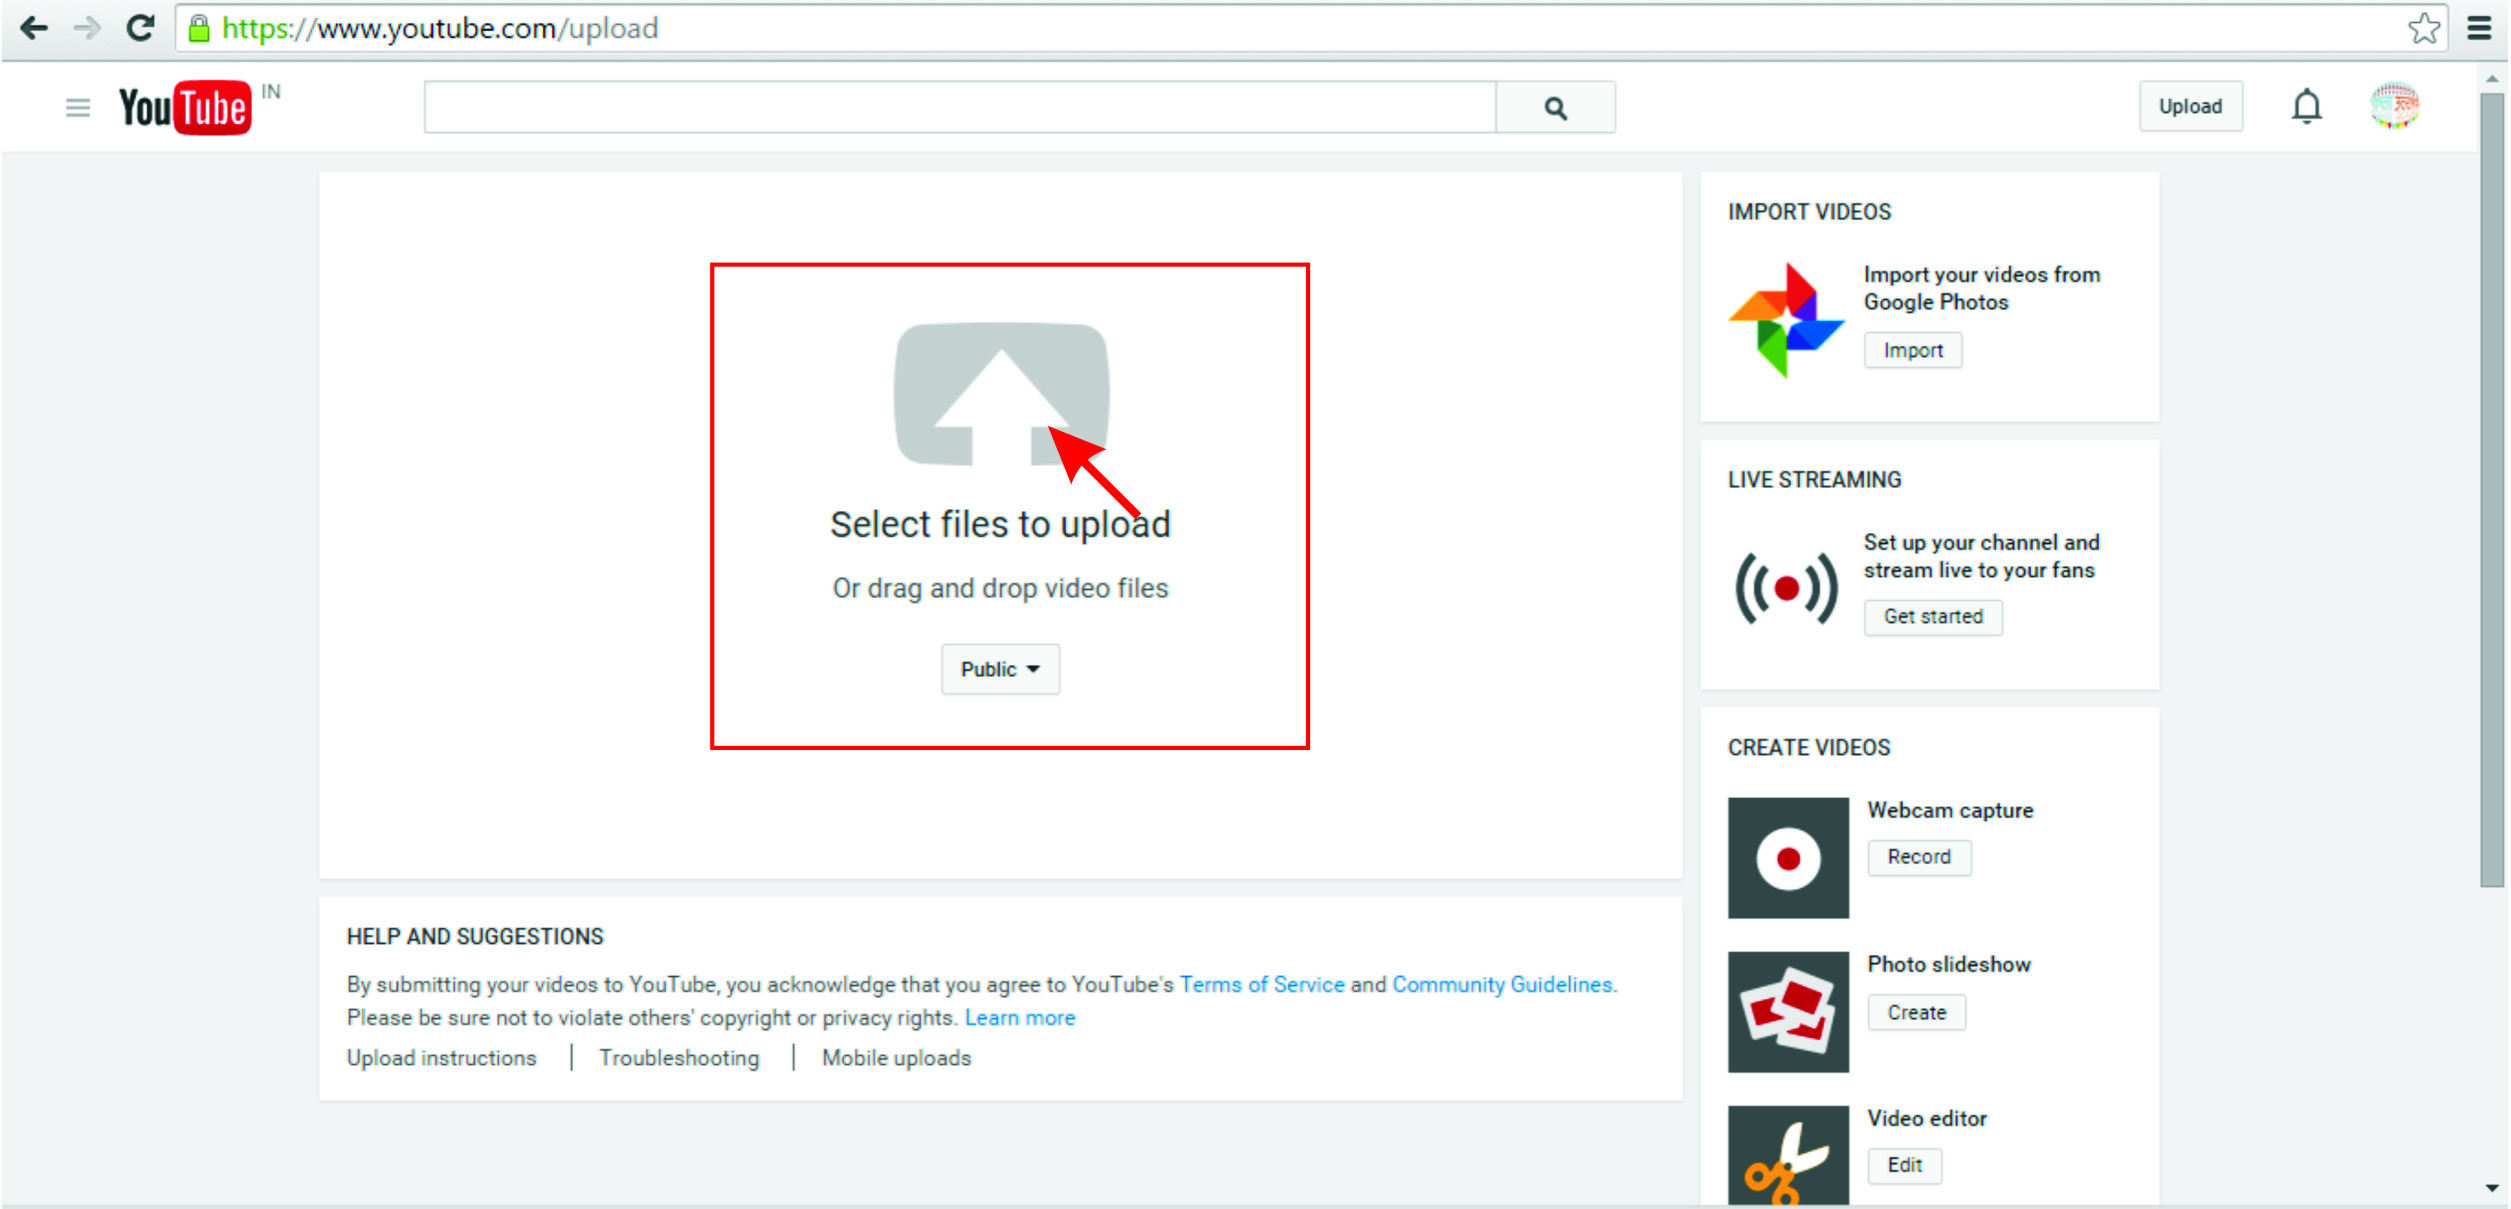 https://www.youtube.com/upload
YouTube IN
Upload
Select files to upload
Or drag and drop video files
Public
HELP AND SUGGESTIONS
By submitting your videos to YouTube, you acknowledge that you agree to YouTube's Terms of Service and Community Guidelines.
Please be sure not to violate others' copyright or privacy rights. Learn more
Upload instructions | Troubleshooting | Mobile uploads
IMPORT VIDEOS
Import your videos from
Google Photos
Import
LIVE STREAMING
Set up your channel and
stream live to your fans
Get started
CREATE VIDEOS
Webcam capture
Record
Photo slideshow
Create
Video editor
Edit